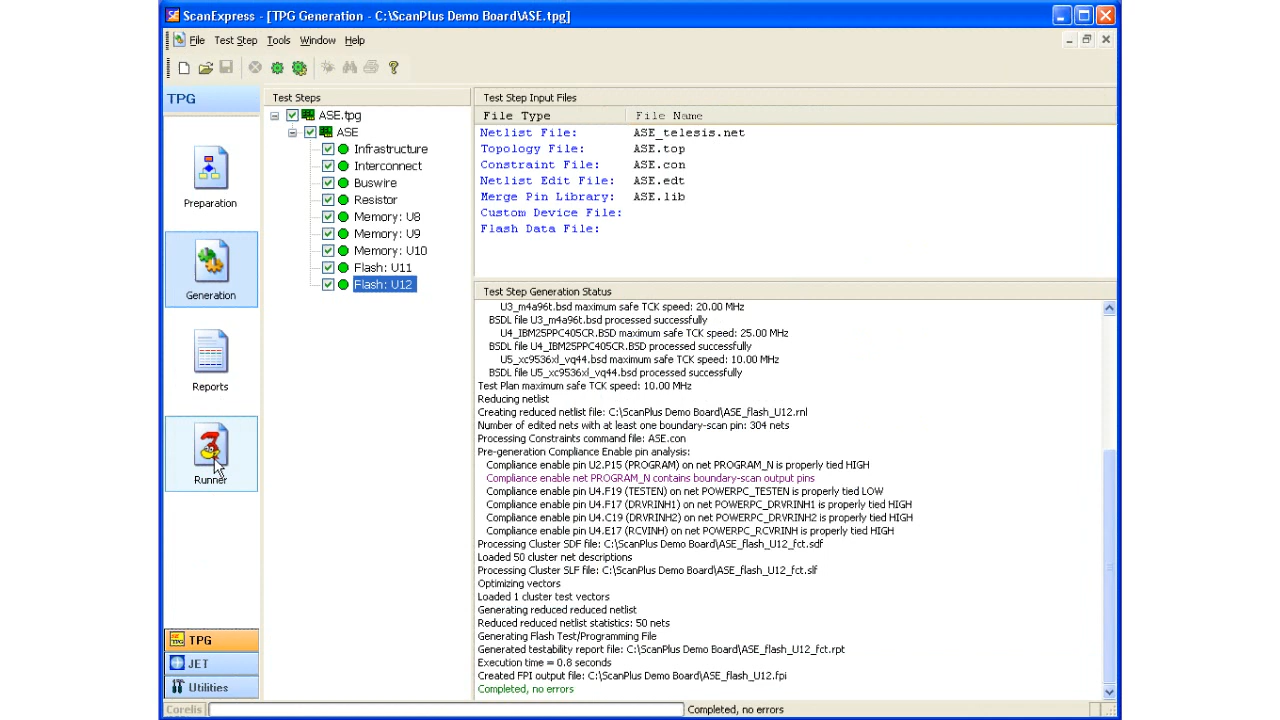 ScanExpress - [TPG Generation - C:\ScanPlus Demo Board\ASE.tpg]
File Test Step Tools Window Help
TPG
Preparation
Generation
Reports
Runner
TPG
JET
Utilities
Test Steps
ASE.tpg
ASE
Infrastructure
Interconnect
Buswire
Resistor
Memory: U8
Memory: U9
Memory: U10
Flash: U11
Flash: U12
Test Step Input Files
File Type File Name
Netlist File: ASE_telesis.net
Topology File: ASE.top
Constraint File: ASE.con
Netlist Edit File: ASE.edt
Merge Pin Library: ASE.lib
Custom Device File:
Flash Data File:
Test Step Generation Status
U3_m4a96t.bsd maximum safe TCK speed: 20.00 MHz
BSDL file U3_m4a96t.bsd processed successfully
U4_IBM25PPC405CR.BSD maximum safe TCK speed: 25.00 MHz
BSDL file U4_IBM25PPC405CR.BSD processed successfully
U5_xc9536xl_vq44.bsd maximum safe TCK speed: 10.00 MHz
BSDL file U5_xc9536xl_vq44.bsd processed successfully
Test Plan maximum safe TCK speed: 10.00 MHz
Reducing netlist
Creating reduced netlist file: C:\ScanPlus Demo Board\ASE_flash_U12.rnl
Number of edited nets with at least one boundary-scan pin: 304 nets
Processing Constraints command file: ASE.con
Pre-generation Compliance Enable pin analysis:
Compliance enable pin U2.P15 (PROGRAM) on net PROGRAM_N is properly tied HIGH
Compliance enable net PROGRAM_N contains boundary-scan output pins
Compliance enable pin U4.F19 (TESTEN) on net POWERPC_TESTEN is properly tied LOW
Compliance enable pin U4.F17 (DRVRINH1) on net POWERPC_DRVRINH1 is properly tied HIGH
Compliance enable pin U4.C19 (DRVRINH2) on net POWERPC_DRVRINH2 is properly tied HIGH
Compliance enable pin U4.E17 (RCVINH) on net POWERPC_RCVRINH is properly tied HIGH
Processing Cluster SDF file: C:\ScanPlus Demo Board\ASE_flash_U12_fct.sdf
Loaded 50 cluster net descriptions
Processing Cluster SLF file: C:\ScanPlus Demo Board\ASE_flash_U12_fct.slf
Optimizing vectors
Loaded 1 cluster test vectors
Generating reduced reduced netlist
Reduced reduced netlist statistics: 50 nets
Generating Flash Test/Programming File
Generated testability report file: C:\ScanPlus Demo Board\ASE_flash_U12_fct.rpt
Execution time = 0.8 seconds
Created FPI output file: C:\ScanPlus Demo Board\ASE_flash_U12.fpi
Completed, no errors
Corelis Completed, no errors